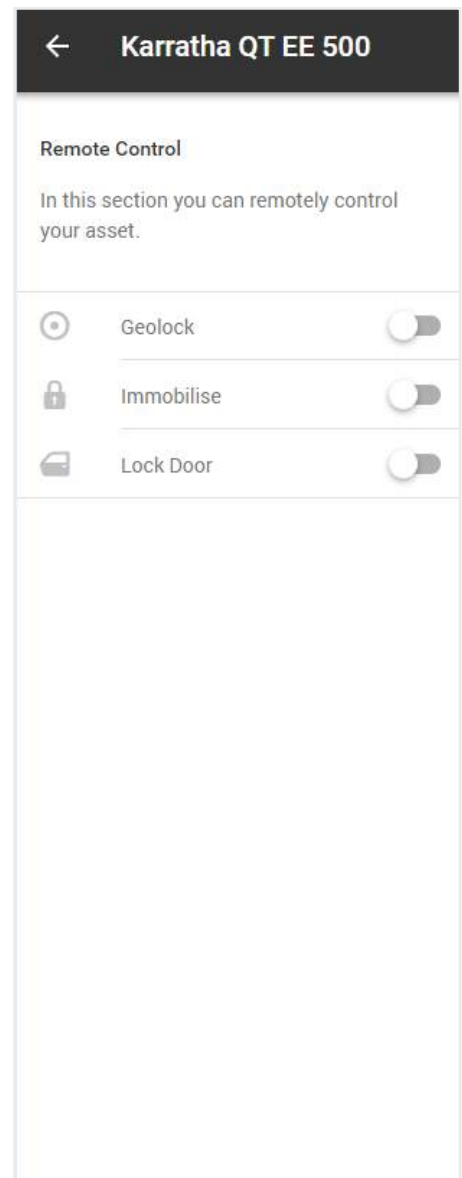 Karratha QT EE 500
Remote Control
In this section you can remotely control
your asset.
Geolock
Immobilise
Lock Door